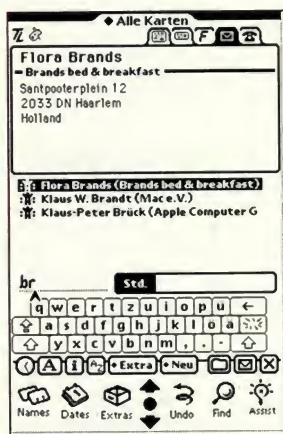 ◆ Alle Karten
F
Flora Brands
Brands bed & breakfast
Santpooterplein 12
2033 DN Haarlem
Holland
Flora Brands (Brands bed & breakfast)
Klaus W. Brandt (Mac e.V.)
Klaus-Peter Brück (Apple Computer G
br Std.
q w e r t z u i o p ü ←
a s d f g h j k l ö ä
y x c v b n m , . -
A i AZ ◆ Extra ◆ Neu X
Names Dates Extras Undo Find Assist